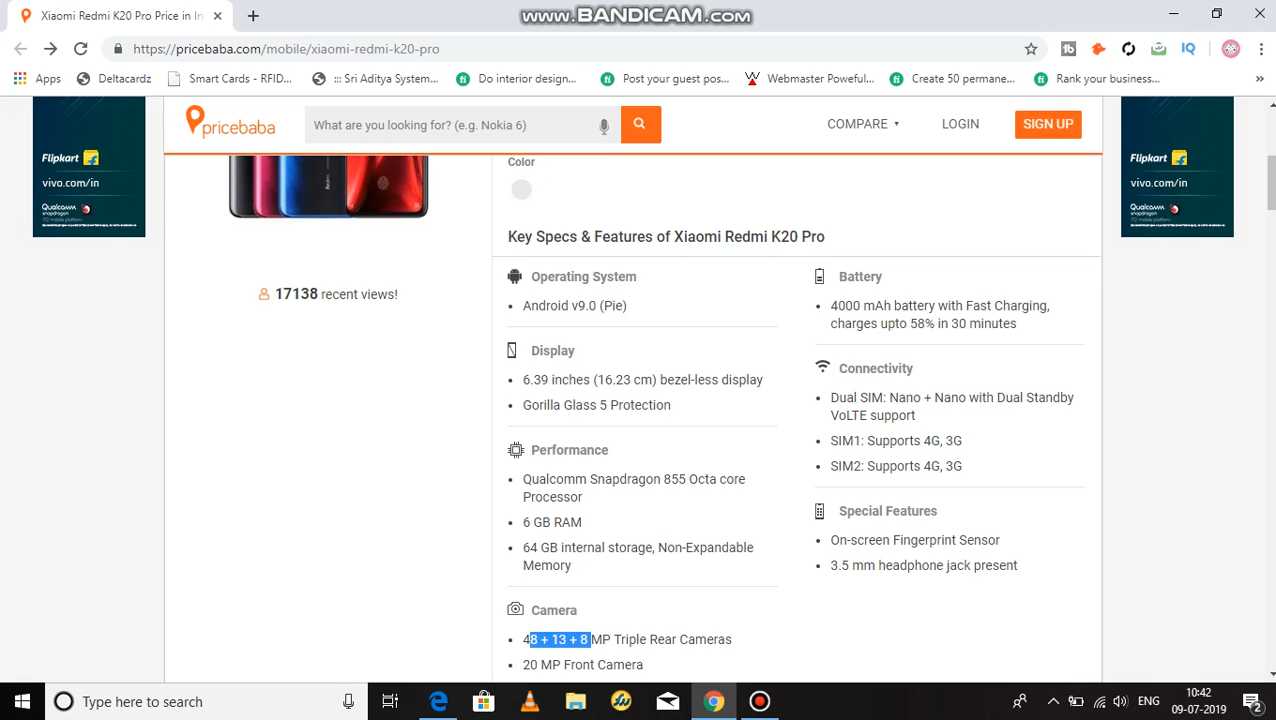 www.BANDICAM.com
Xiaomi Redmi K20 Pro Price in In
https://pricebaba.com/mobile/xiaomi-redmi-k20-pro
Apps Deltacardz Smart Cards - RFID... ::: Sri Aditya System... Do interior design... Post your guest pos... Webmaster Poweful... Create 50 permane... Rank your business...
pricebaba What are you looking for? (e.g. Nokia 6) COMPARE LOGIN SIGN UP
Flipkart
vivo.com/in
Qualcomm
snapdragon
712 mobile platform
Flipkart
vivo.com/in
Qualcomm
snapdragon
712 mobile platform
17138 recent views!
Color
Key Specs & Features of Xiaomi Redmi K20 Pro
Operating System
Android v9.0 (Pie)
Display
6.39 inches (16.23 cm) bezel-less display
Gorilla Glass 5 Protection
Performance
Qualcomm Snapdragon 855 Octa core
Processor
6 GB RAM
64 GB internal storage, Non-Expandable
Memory
Camera
48 + 13 + 8 MP Triple Rear Cameras
20 MP Front Camera
Battery
4000 mAh battery with Fast Charging,
charges upto 58% in 30 minutes
Connectivity
Dual SIM: Nano + Nano with Dual Standby
VoLTE support
SIM1: Supports 4G, 3G
SIM2: Supports 4G, 3G
Special Features
On-screen Fingerprint Sensor
3.5 mm headphone jack present
Type here to search
ENG
10:42
09-07-2019
2